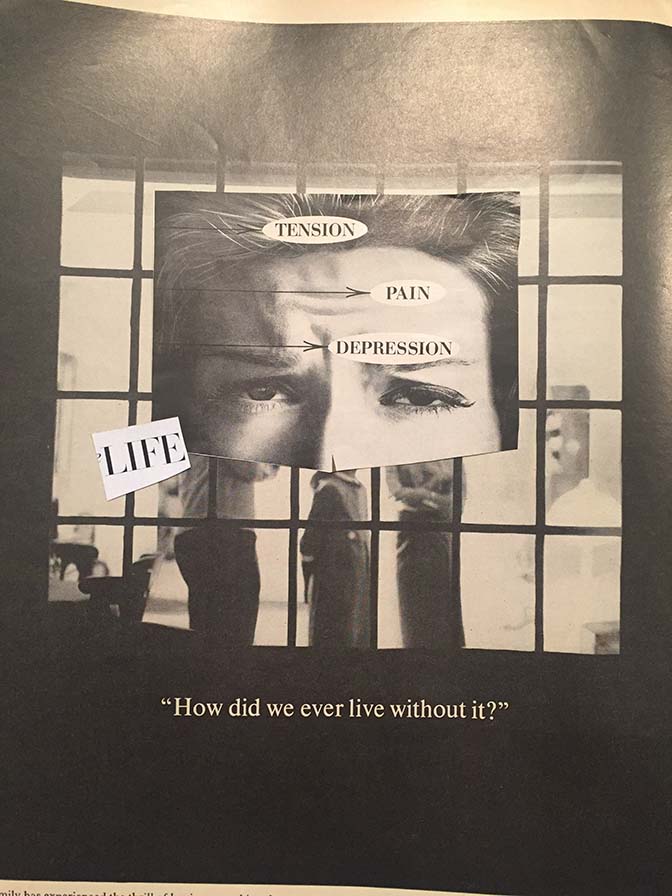 TENSION
PAIN
DEPRESSION
'LIFE
“How did we ever live without it?”